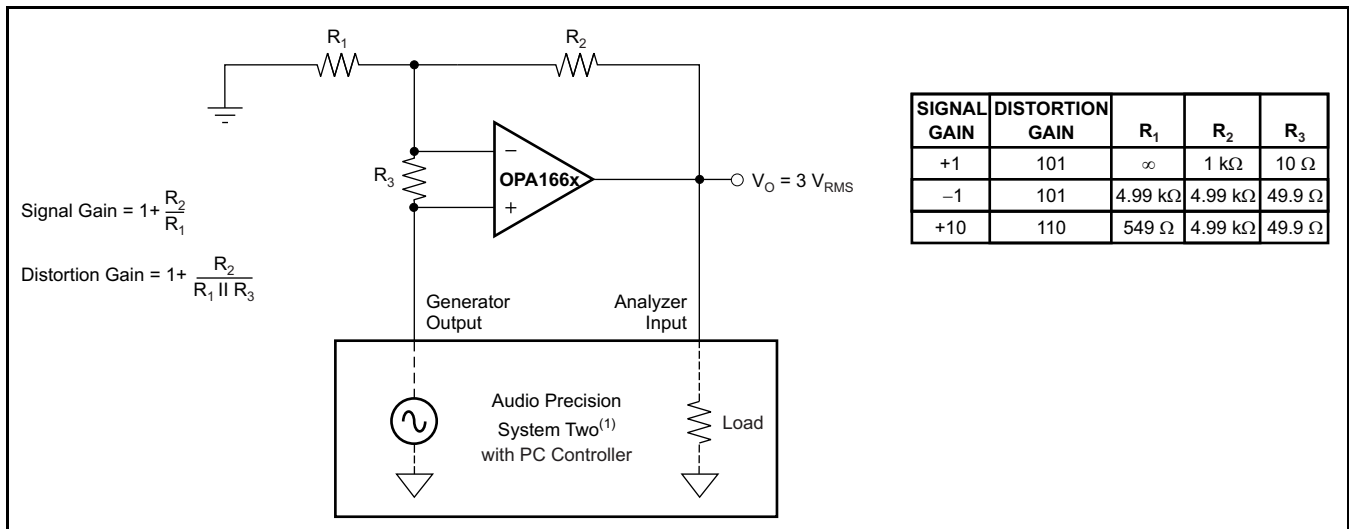 R1
R2
R3
−
OPA166x
+
VO = 3 VRMS
Signal Gain = 1+ R2/R1
Distortion Gain = 1+ R2/(R1 II R3)
Generator
Output
Analyzer
Input
Audio Precision
System Two(1)
with PC Controller
Load
SIGNAL GAIN DISTORTION GAIN R1 R2 R3
+1 101 ∞ 1 kΩ 10 Ω
−1 101 4.99 kΩ 4.99 kΩ 49.9 Ω
+10 110 549 Ω 4.99 kΩ 49.9 Ω